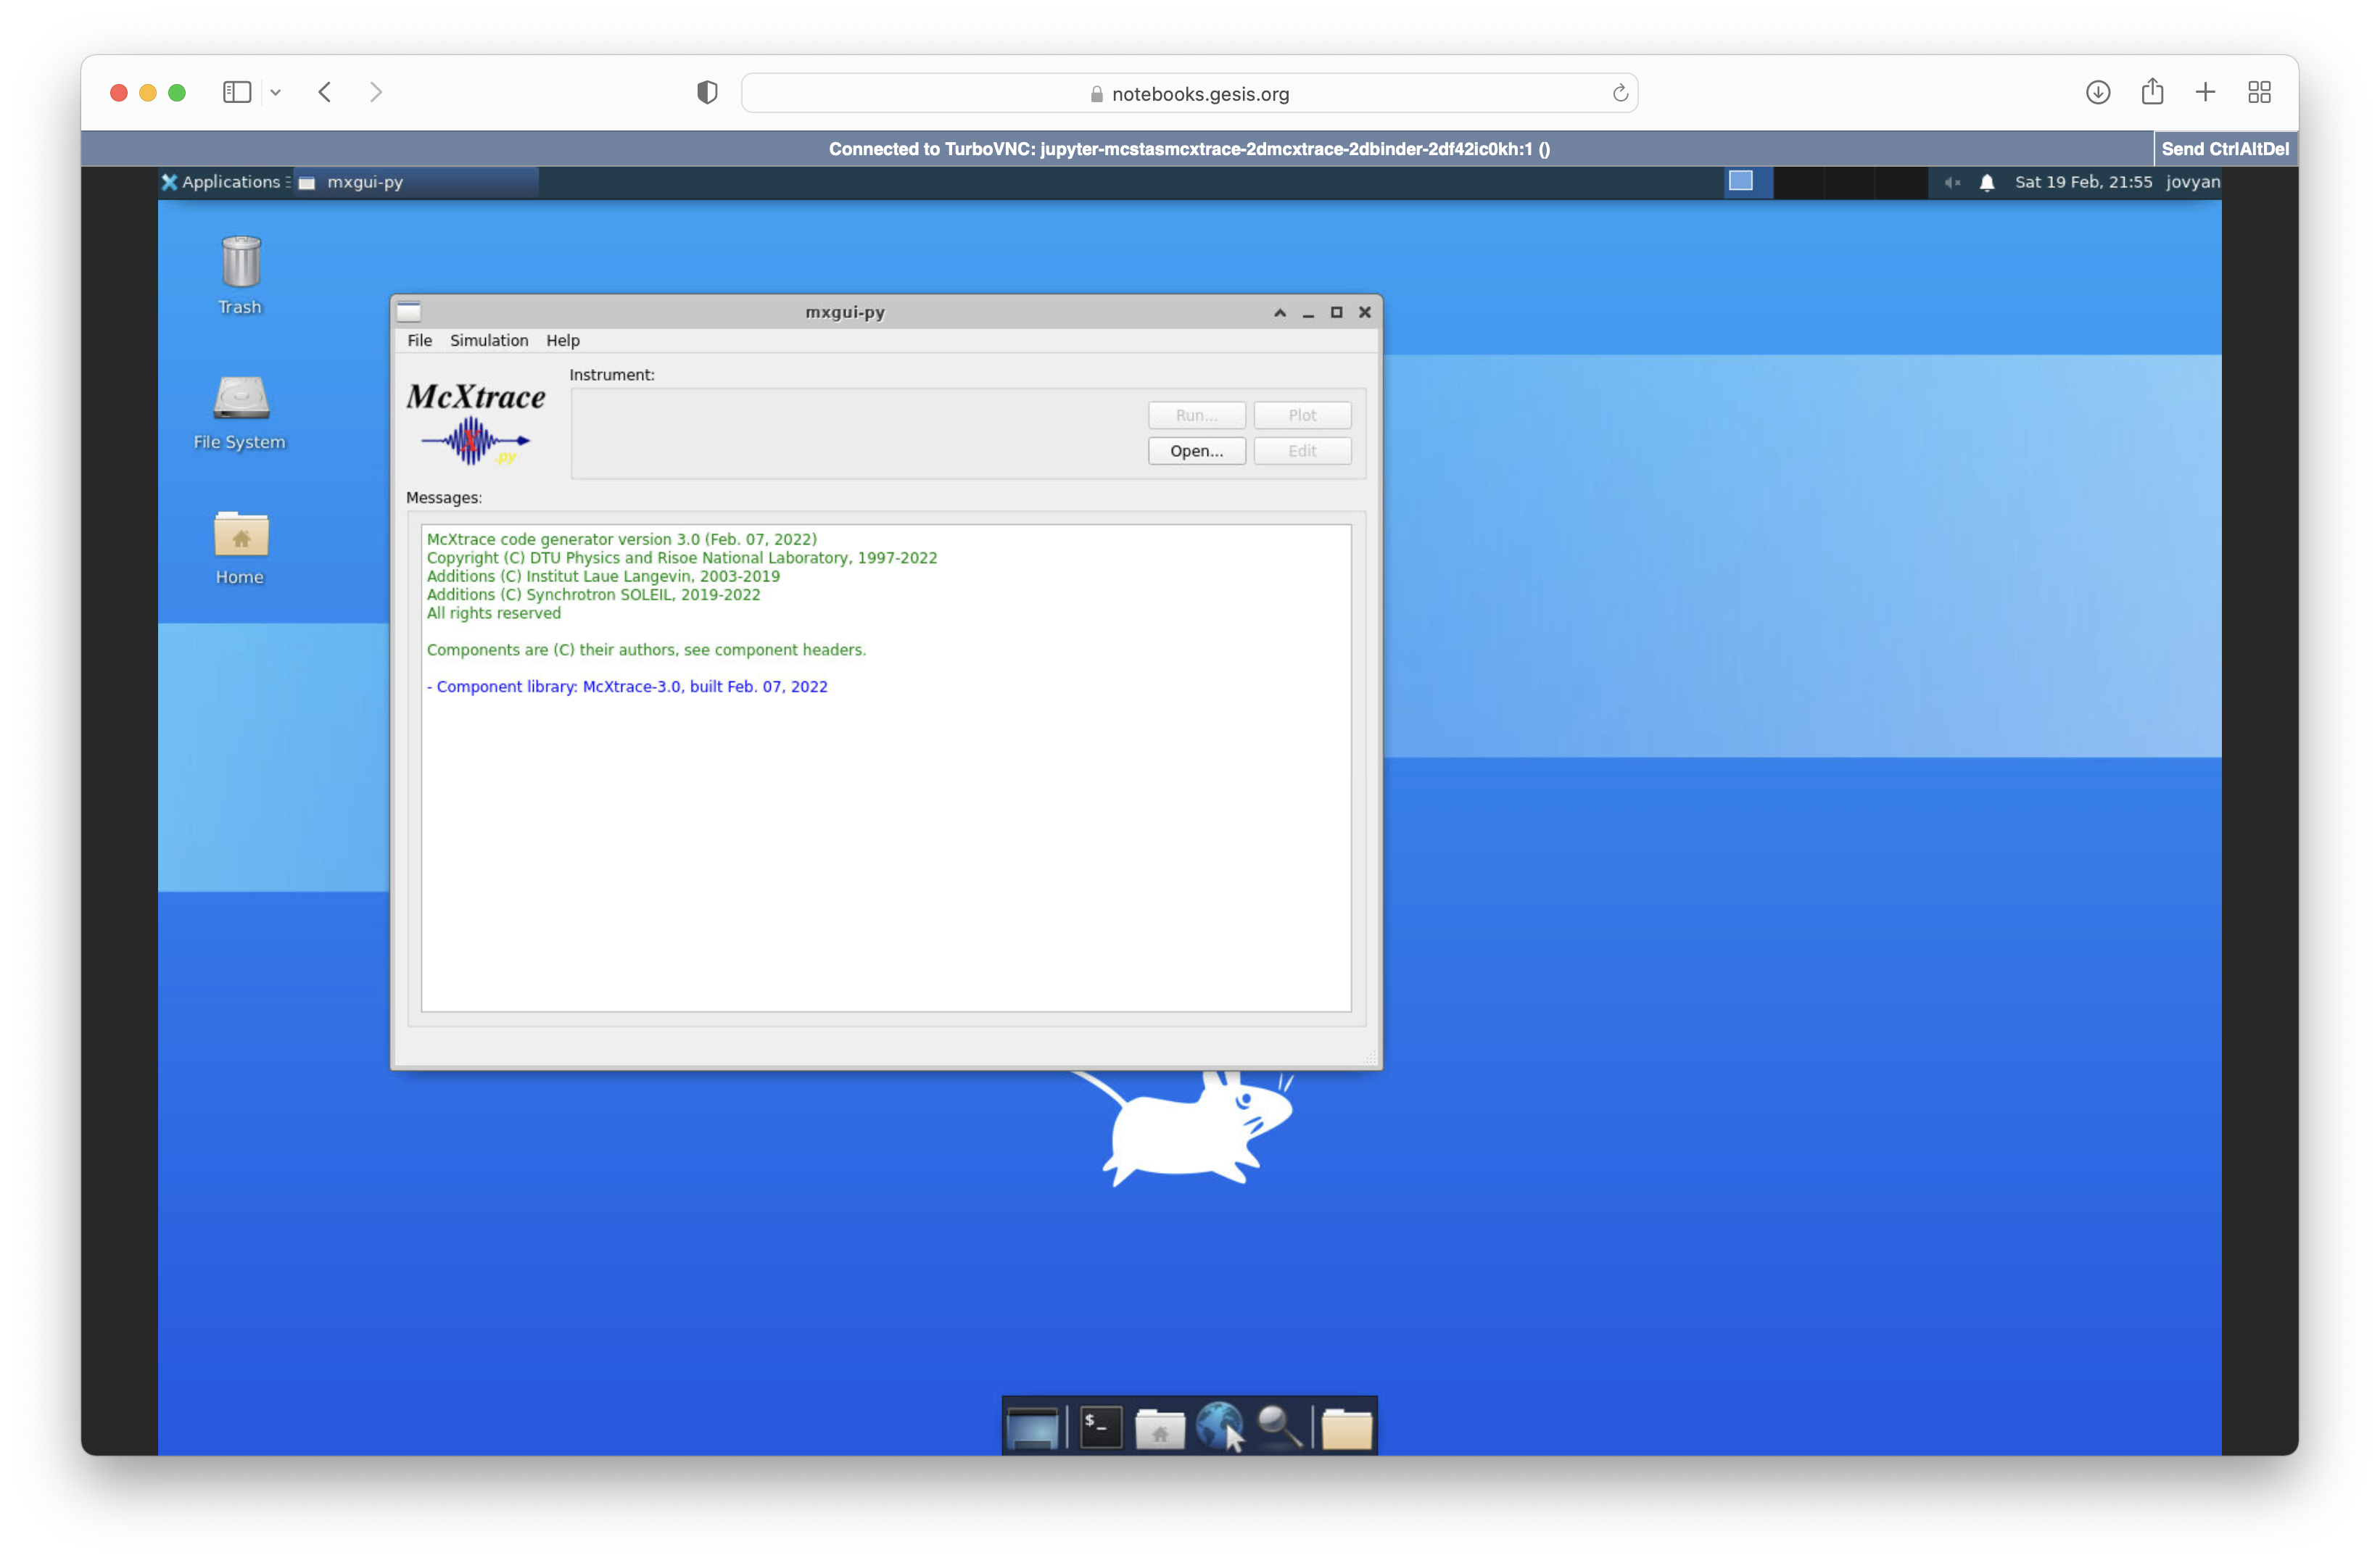 notebooks.gesis.org
Connected to TurboVNC: jupyter-mcstasmcxtrace-2dmcxtrace-2dbinder-2df42ic0kh:1 ()
Send CtrlAltDel
Applications
mxgui-py
Sat 19 Feb, 21:55
jovyan
Trash
File System
Home
mxgui-py
File Simulation Help
McXtrace
.py
Instrument:
Run... Plot
Open... Edit
Messages:
McXtrace code generator version 3.0 (Feb. 07, 2022)
Copyright (C) DTU Physics and Risoe National Laboratory, 1997-2022
Additions (C) Institut Laue Langevin, 2003-2019
Additions (C) Synchrotron SOLEIL, 2019-2022
All rights reserved
Components are (C) their authors, see component headers.
- Component library: McXtrace-3.0, built Feb. 07, 2022
$_